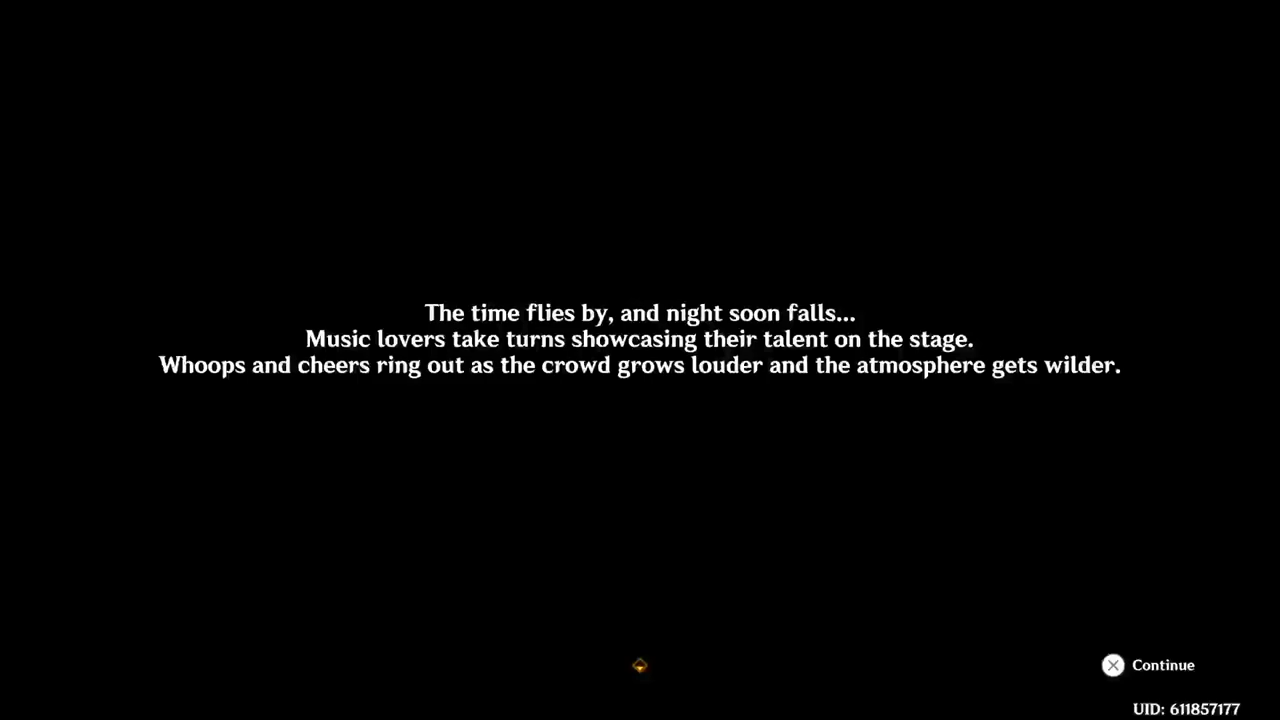 The time flies by, and night soon falls...
Music lovers take turns showcasing their talent on the stage.
Whoops and cheers ring out as the crowd grows louder and the atmosphere gets wilder.
Continue
UID: 611857177